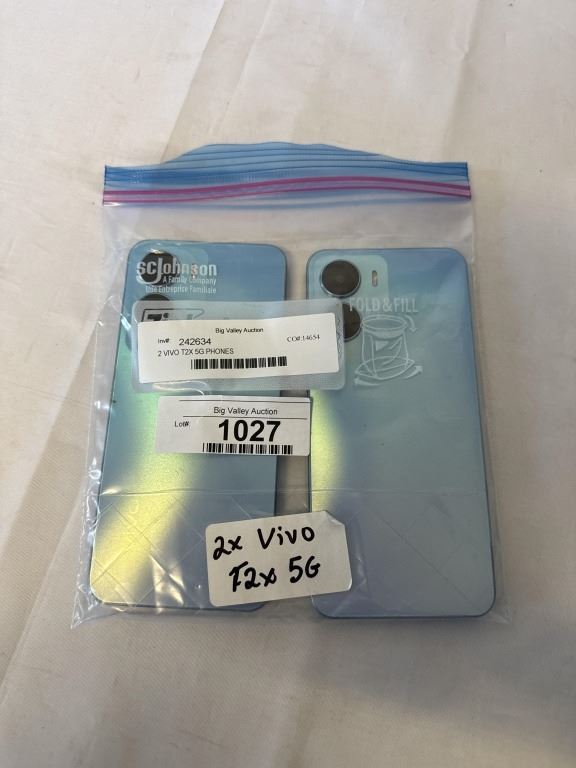 scJohnson
A Family Company
Une Entreprise Familiale
FOLD & FILL
Big Valley Auction
Inv#: 242634 CO#:14654
2 VIVO T2X 5G PHONES
Big Valley Auction
Lot#: 1027
2x Vivo
T2x 5G